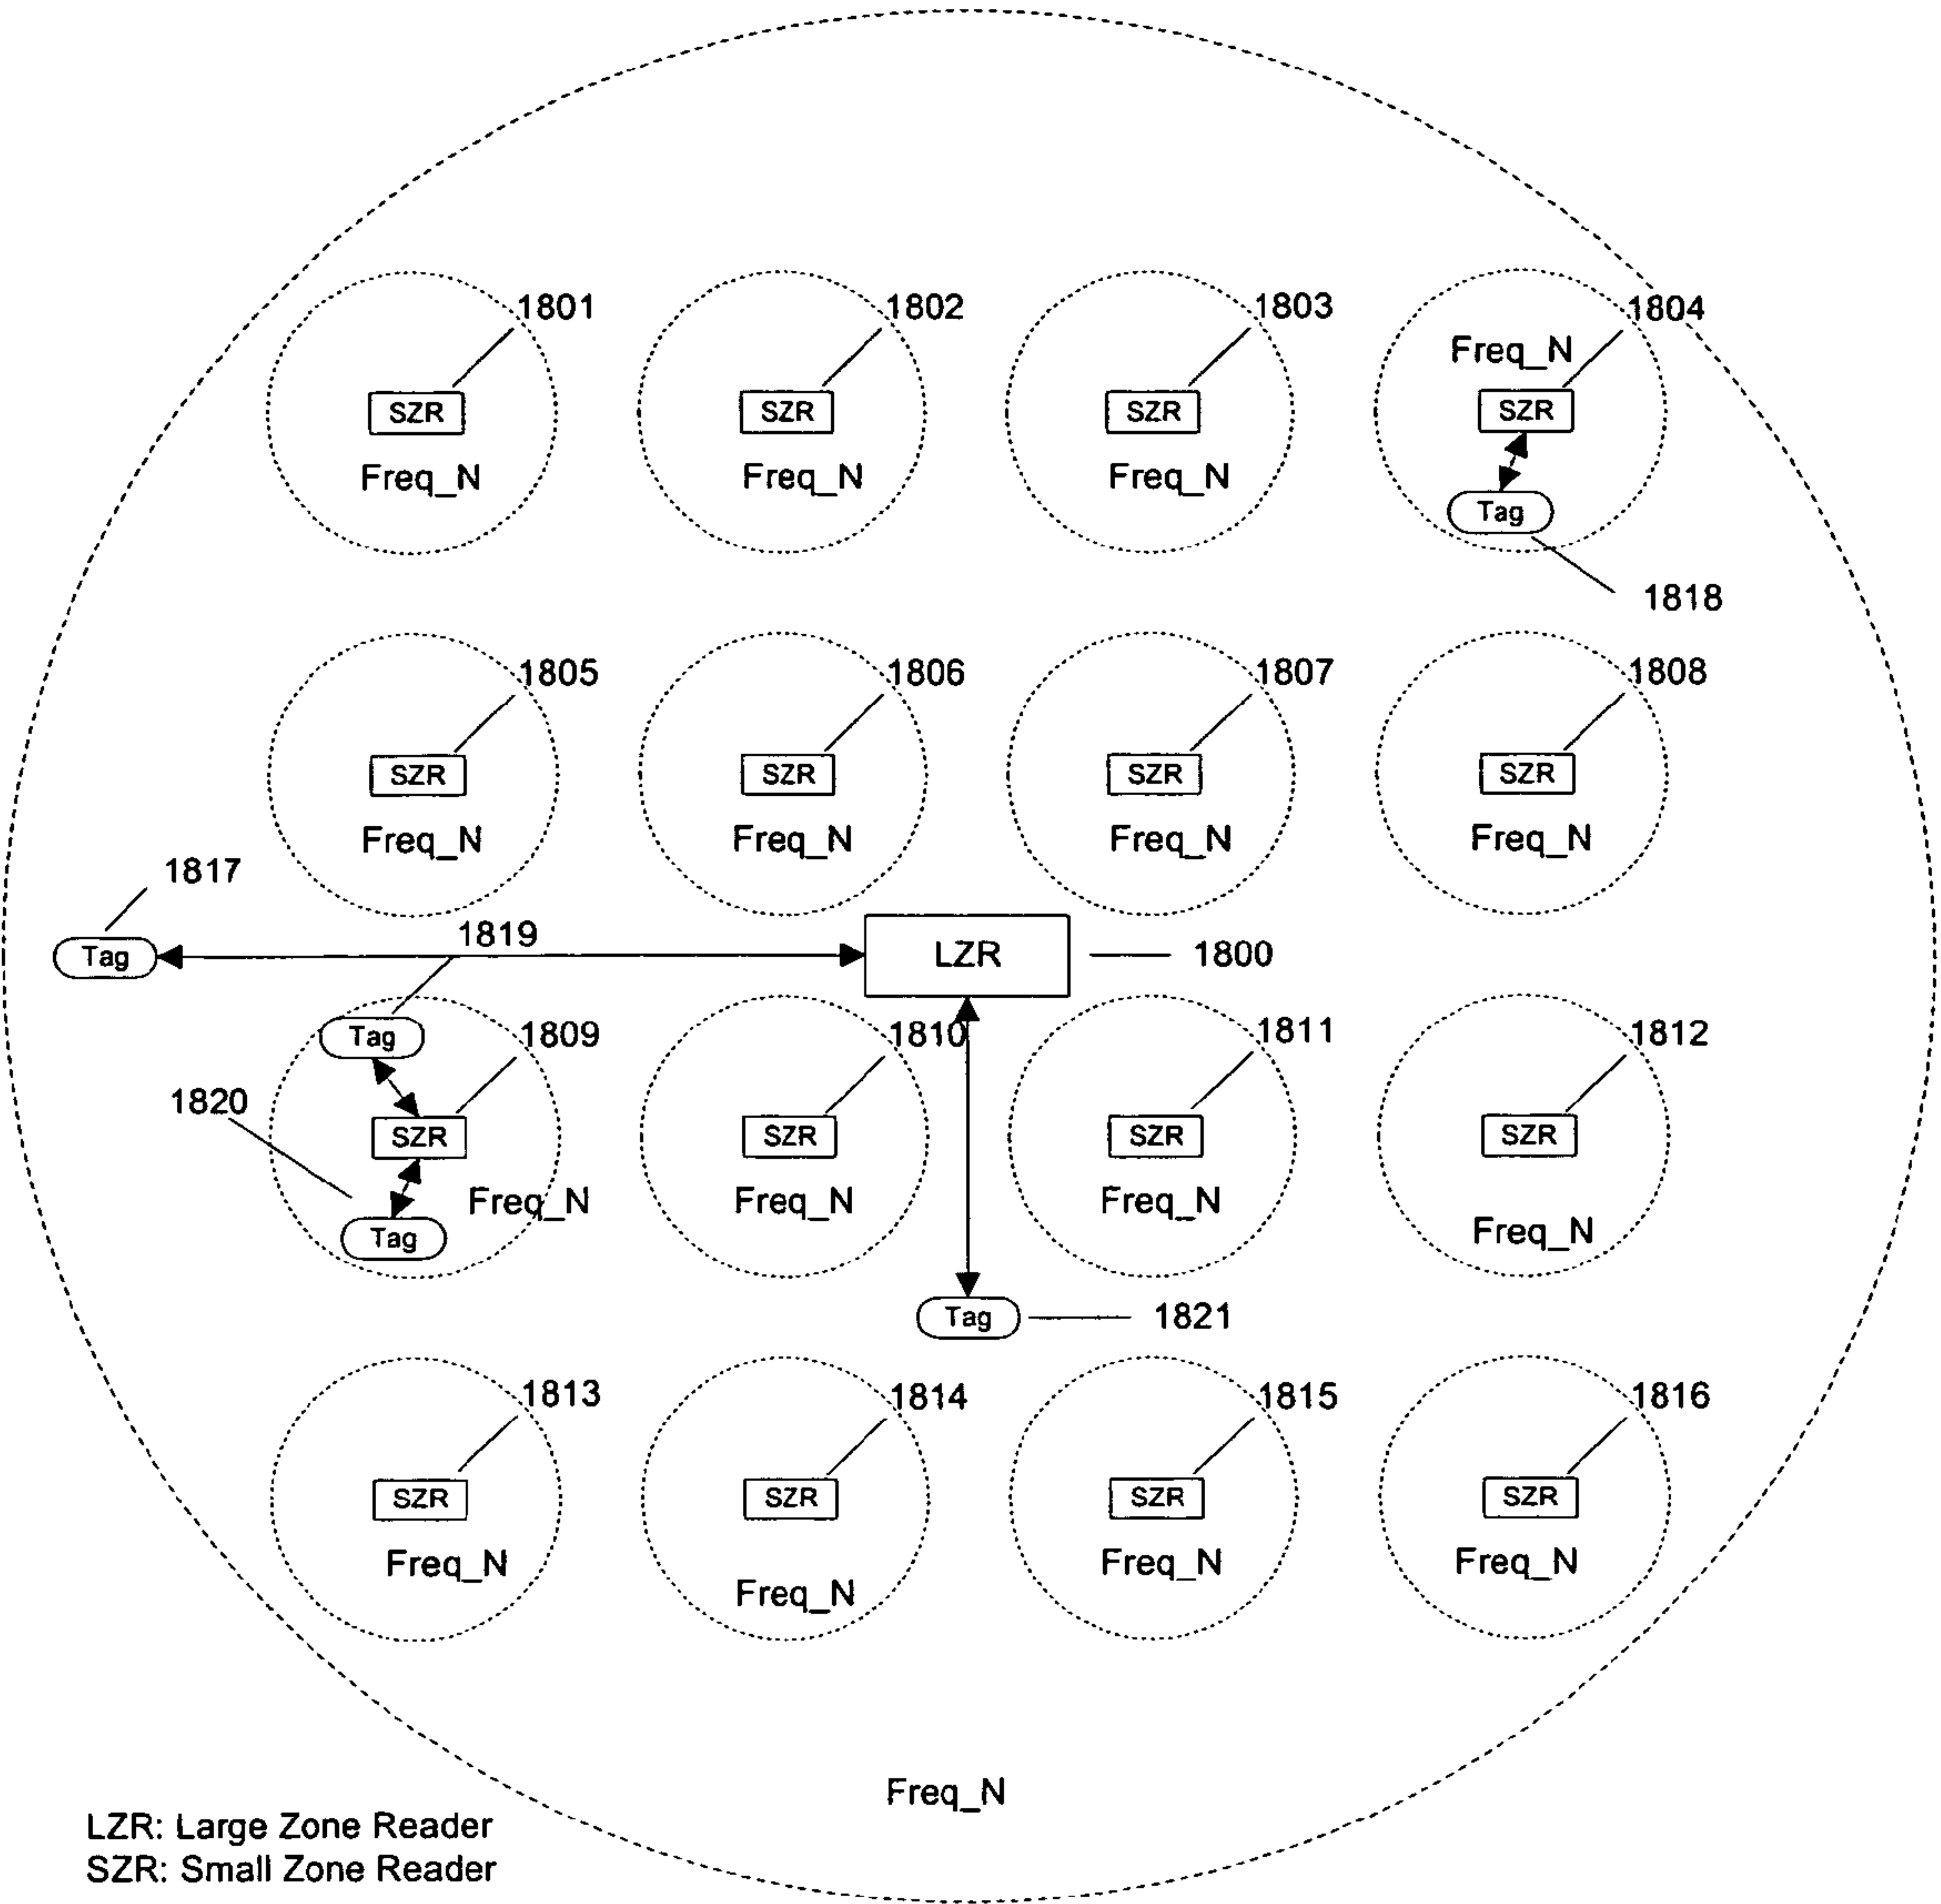 1801
1802
1803
1804
Freq_N
SZR
SZR
SZR
SZR
Freq_N
Freq_N
Freq_N
Tag
1818
1805
1806
1807
1808
SZR
SZR
SZR
SZR
Freq_N
Freq_N
Freq_N
Freq_N
1817
1819
Tag
LZR
1800
Tag
1809
1810
1811
1812
1820
SZR
SZR
SZR
SZR
Freq_N
Freq_N
Freq_N
Freq_N
Tag
Tag
1821
1813
1814
1815
1816
SZR
SZR
SZR
SZR
Freq_N
Freq_N
Freq_N
Freq_N
Freq_N
LZR: Large Zone Reader
SZR: Small Zone Reader